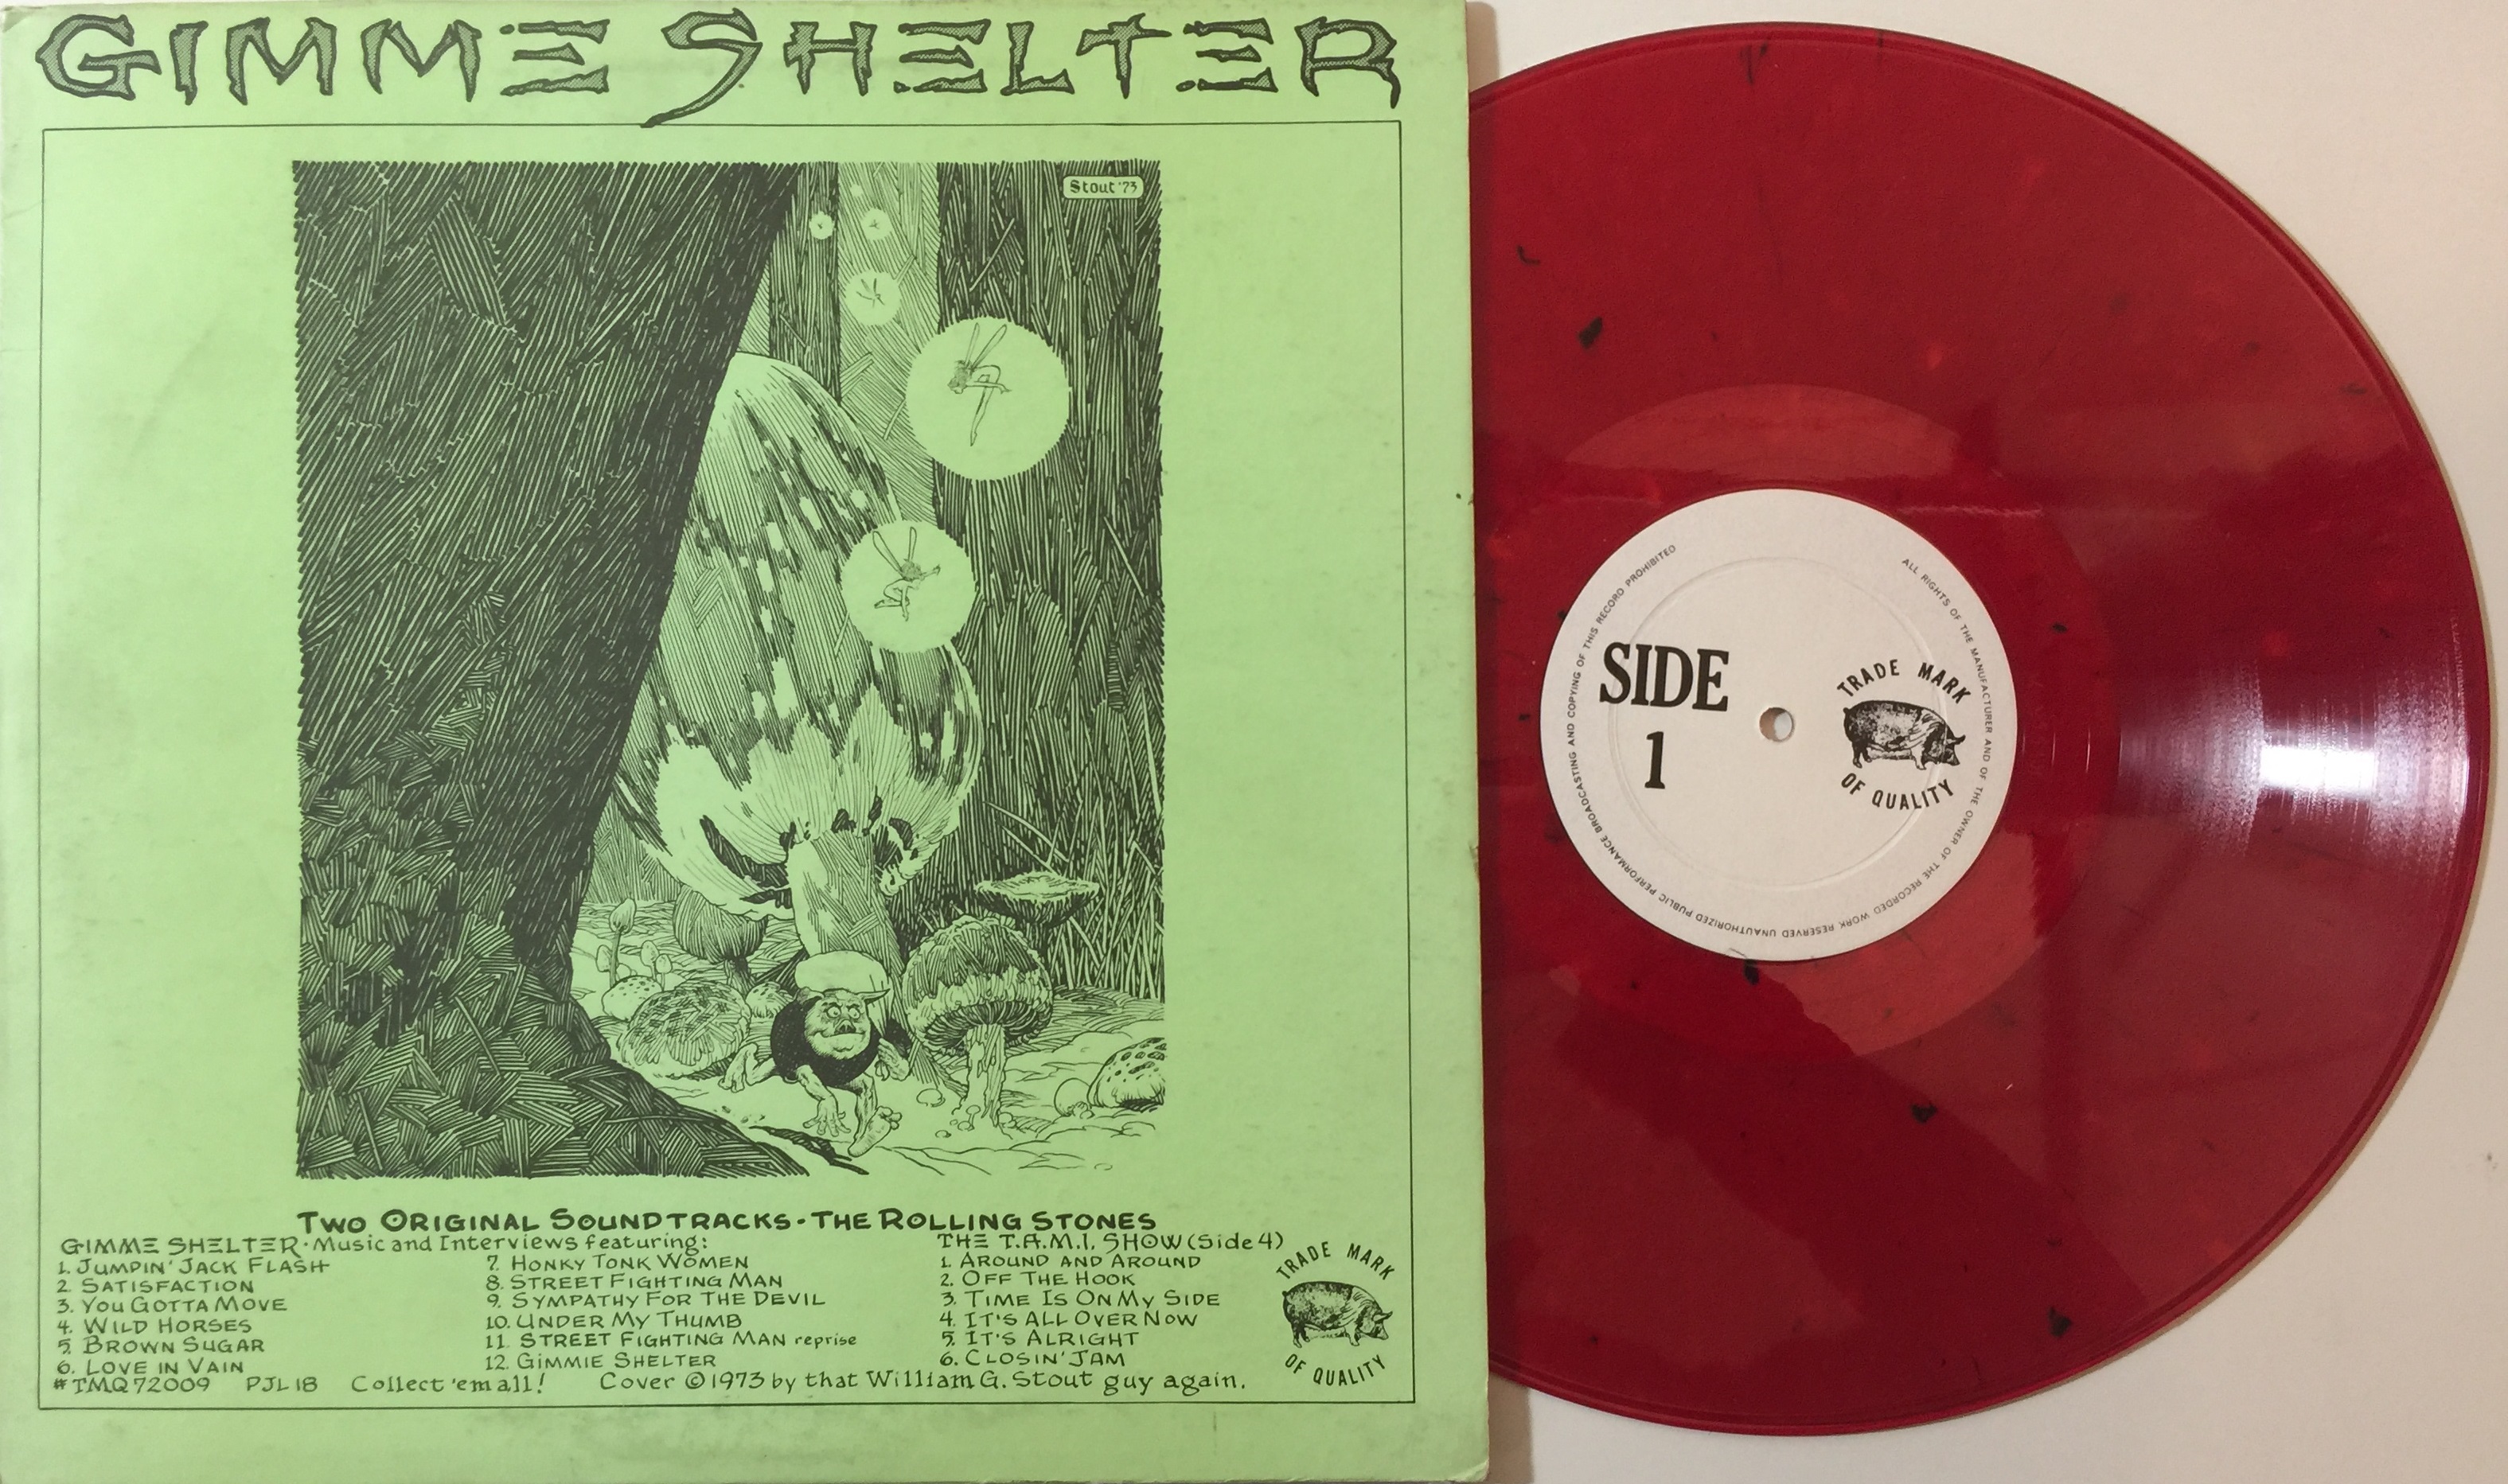 GIMME SHELTER
Stout '73
TWO ORIGINAL SOUNDTRACKS - THE ROLLING STONES
GIMME SHELTER · Music and Interviews featuring:
1. JUMPIN' JACK FLASH
2. SATISFACTION
3. YOU GOTTA MOVE
4. WILD HORSES
5. BROWN SUGAR
6. LOVE IN VAIN
7. HONKY TONK WOMEN
8. STREET FIGHTING MAN
9. SYMPATHY FOR THE DEVIL
10. UNDER MY THUMB
11. STREET FIGHTING MAN reprise
12. GIMMIE SHELTER
THE T.A.M.I. SHOW (Side 4)
1. AROUND AND AROUND
2. OFF THE HOOK
3. TIME IS ON MY SIDE
4. IT'S ALL OVER NOW
5. IT'S ALRIGHT
6. CLOSIN' JAM
TRADE MARK
OF QUALITY
#TMQ 72009 PJL18 Collect 'em all! Cover ©1973 by that William G. Stout guy again.
SIDE
1
TRADE MARK
OF QUALITY
ALL RIGHTS OF THE MANUFACTURER AND OF THE OWNER OF THE RECORDED WORK RESERVED UNAUTHORIZED PUBLIC PERFORMANCE BROADCASTING AND COPYING OF THIS RECORD PROHIBITED